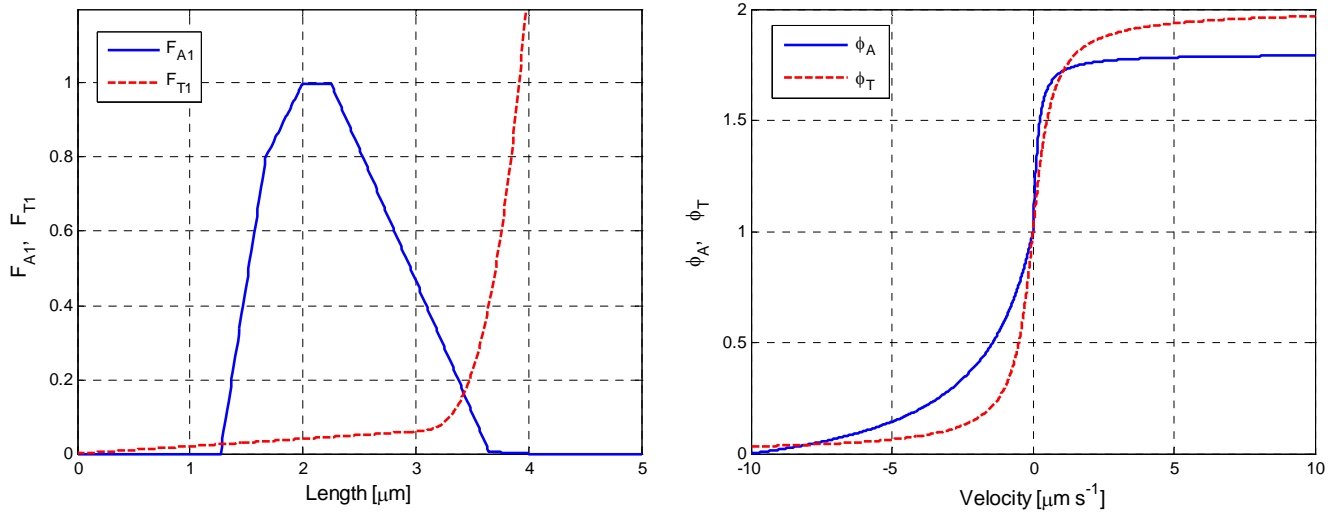 F_A1
F_T1
1
0.8
0.6
0.4
0.2
0
0
1
2
3
4
5
F_A1, F_T1
Length [μm]
ϕ_A
ϕ_T
2
1.5
1
0.5
0
-10
-5
0
5
10
ϕ_A, ϕ_T
Velocity [μm s⁻¹]